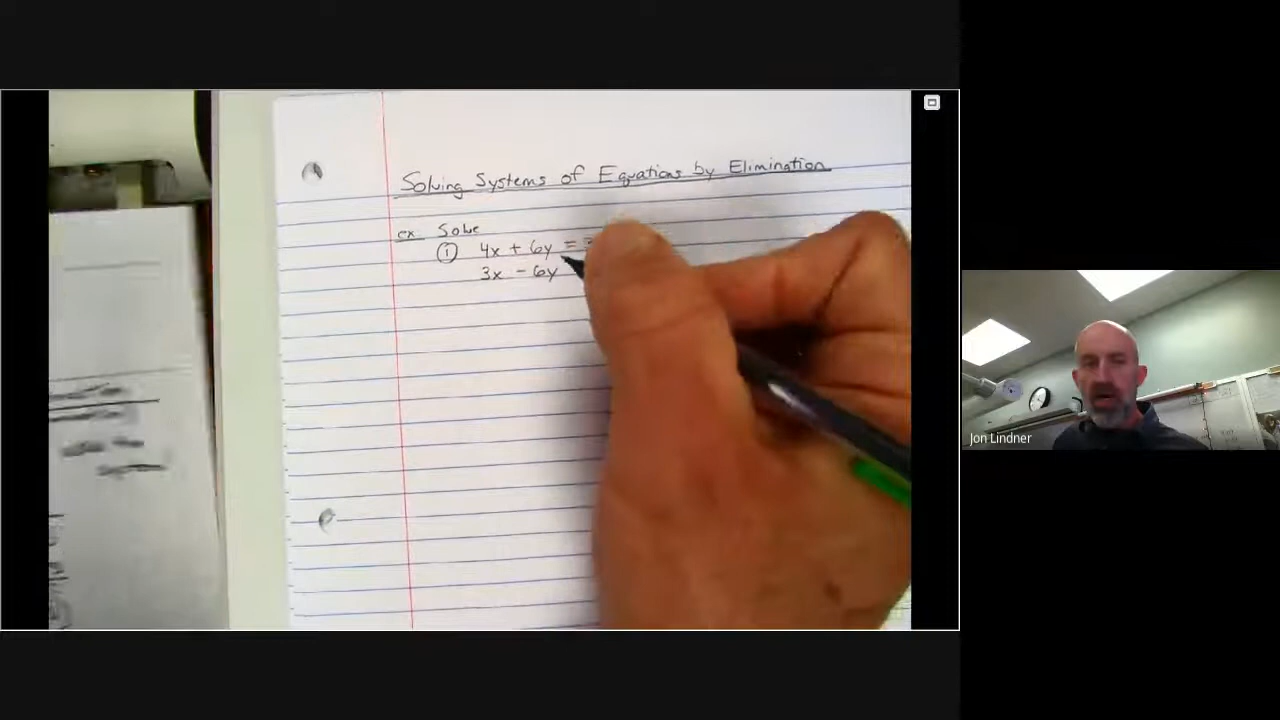 Solving Systems of Equations by Elimination
ex Solve
① 4x + 6y =
3x - 6y
Jon Lindner